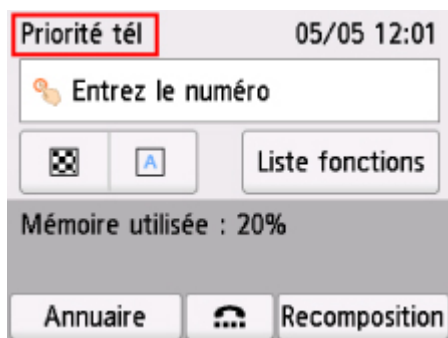 Priorité tél 05/05 12:01
Entrez le numéro
A Liste fonctions
Mémoire utilisée : 20%
Annuaire Recomposition